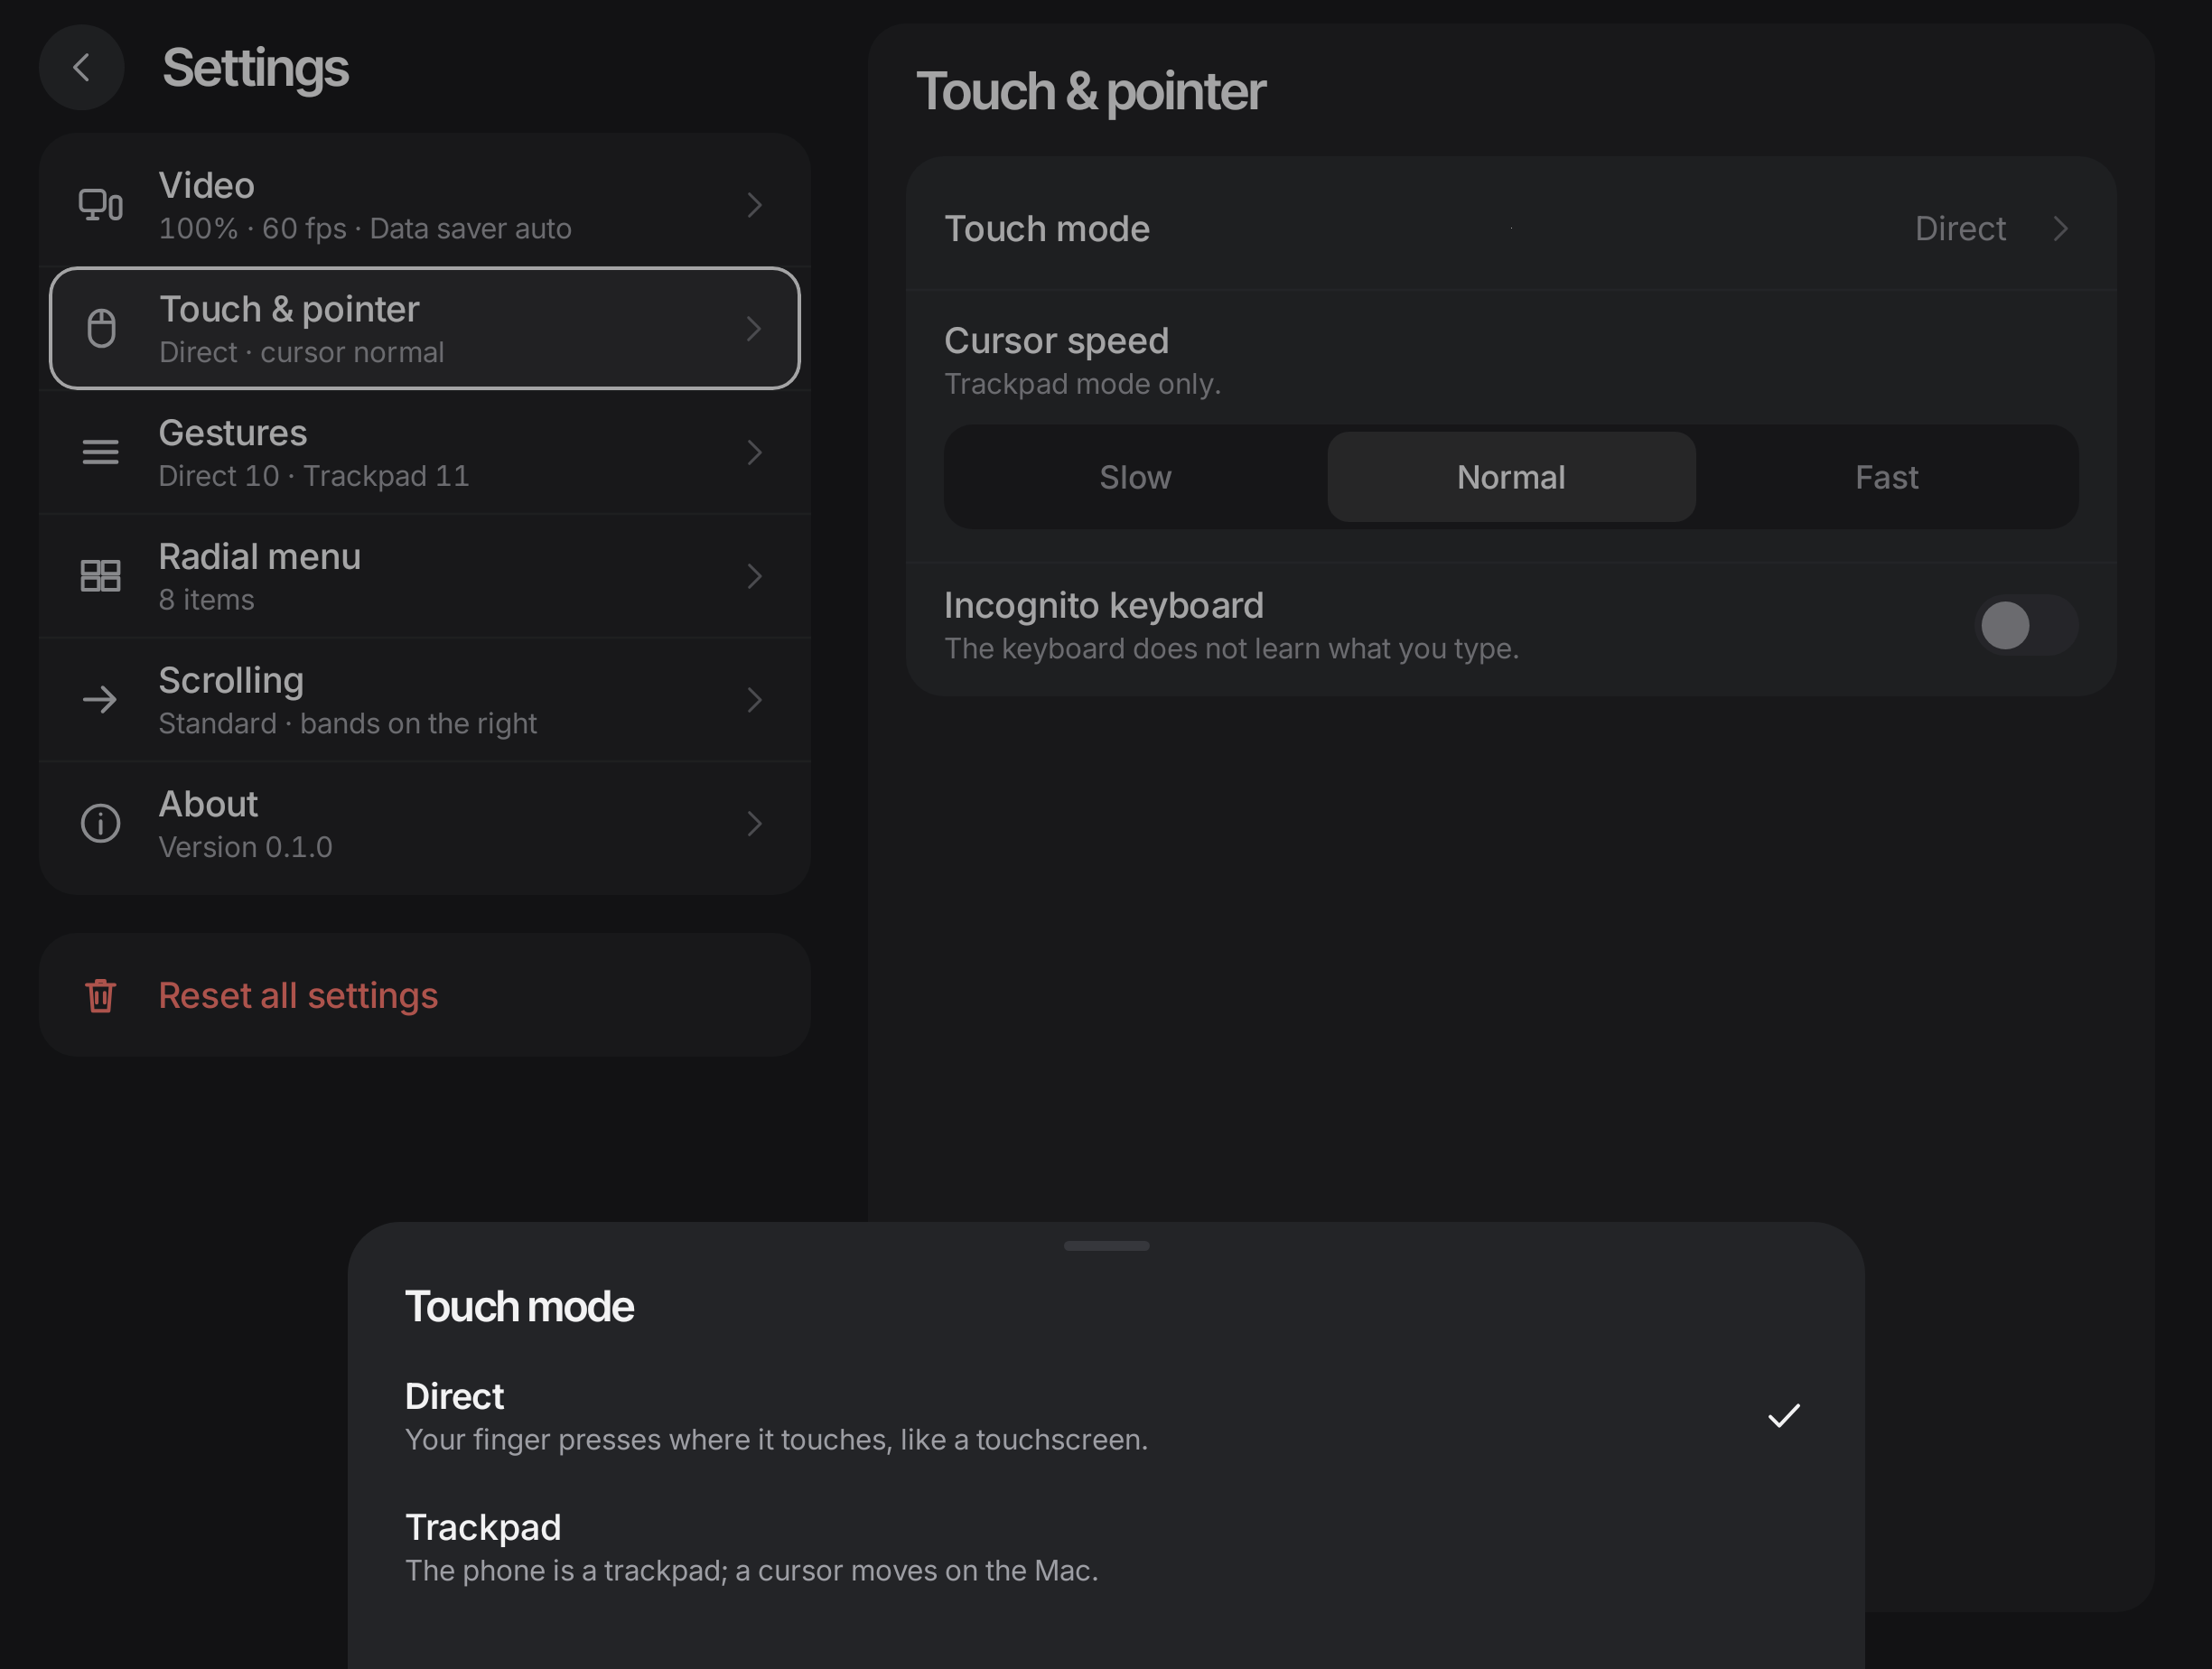 Settings
Video
100% · 60 fps · Data saver auto
Touch & pointer
Direct · cursor normal
Gestures
Direct 10 · Trackpad 11
Radial menu
8 items
Scrolling
Standard · bands on the right
About
Version 0.1.0
Reset all settings
Touch & pointer
Touch mode
Direct
Cursor speed
Trackpad mode only.
Slow
Normal
Fast
Incognito keyboard
The keyboard does not learn what you type.
Touch mode
Direct
Your finger presses where it touches, like a touchscreen.
Trackpad
The phone is a trackpad; a cursor moves on the Mac.